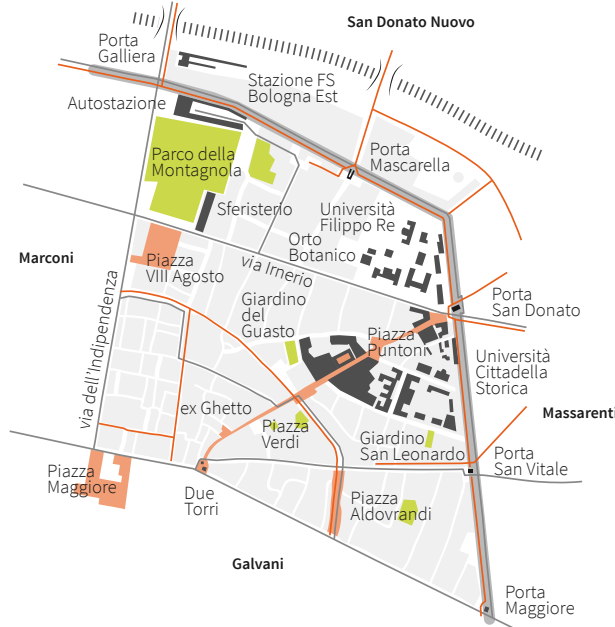 San Donato Nuovo
Porta
Galliera
Stazione FS
Bologna Est
Autostazione
Parco della
Montagnola
Porta
Mascarella
Sferisterio
Università
Filippo Re
Orto
Botanico
Marconi
Piazza
VIII Agosto
via Irnerio
Porta
San Donato
via dell'Indipendenza
Giardino
del
Guasto
Piazza
Puntoni
Università
Cittadella
Storica
ex Ghetto
Piazza
Verdi
Giardino
San Leonardo
Massarenti
Porta
San Vitale
Piazza
Maggiore
Due
Torri
Piazza
Aldovrandi
Galvani
Porta
Maggiore